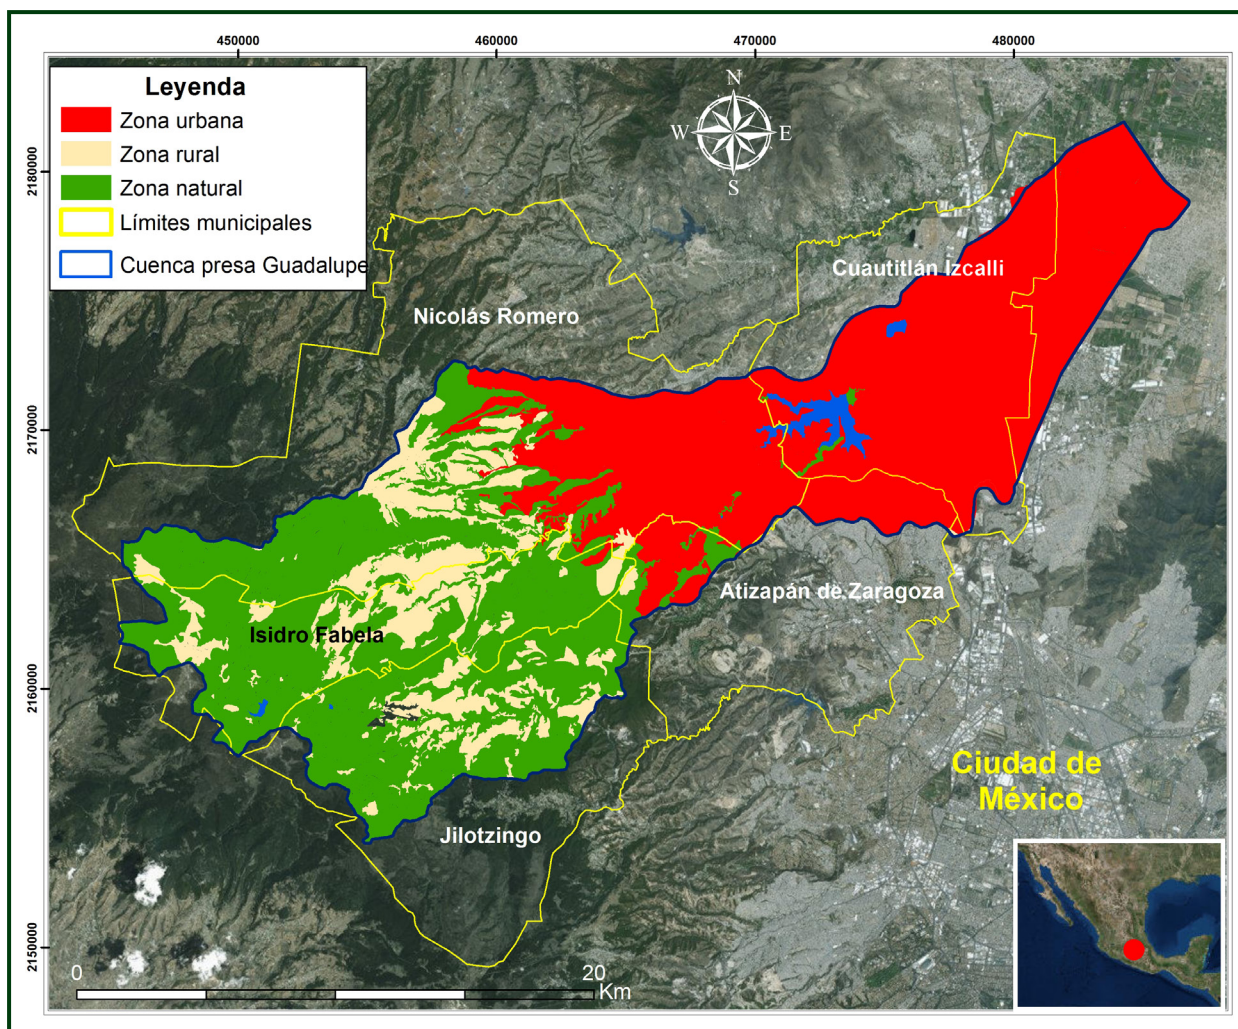 450000
460000
470000
480000
Leyenda
Zona urbana
Zona rural
Zona natural
Límites municipales
Cuenca presa Guadalupe
N
W
E
S
2180000
2170000
2160000
2150000
Cuautitlán Izcalli
Nicolás Romero
Atizapán de Zaragoza
Isidro Fabela
Ciudad de
México
Jilotzingo
0
20
Km